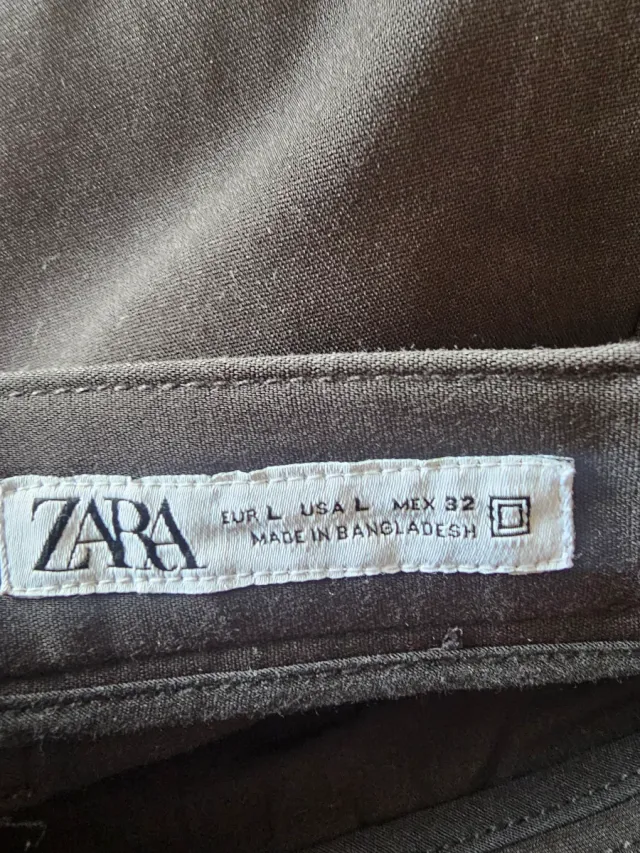 ZARA
EUR L USA L MEX 32
MADE IN BANGLADESH